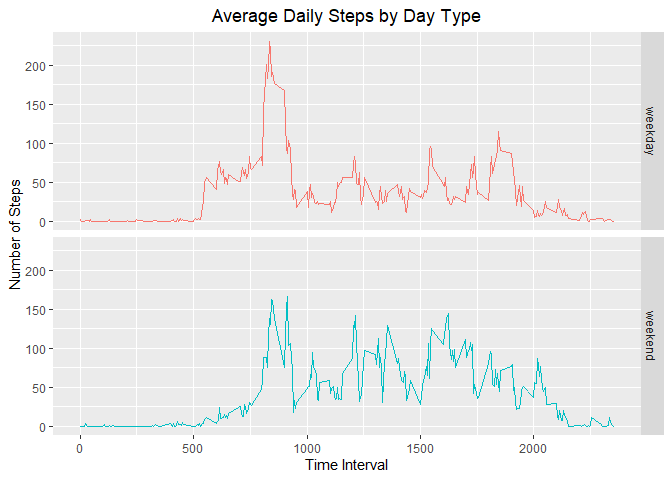 Average Daily Steps by Day Type
Number of Steps
200
150
100
50
0
weekday
200
150
100
50
0
weekend
0 500 1000 1500 2000
Time Interval